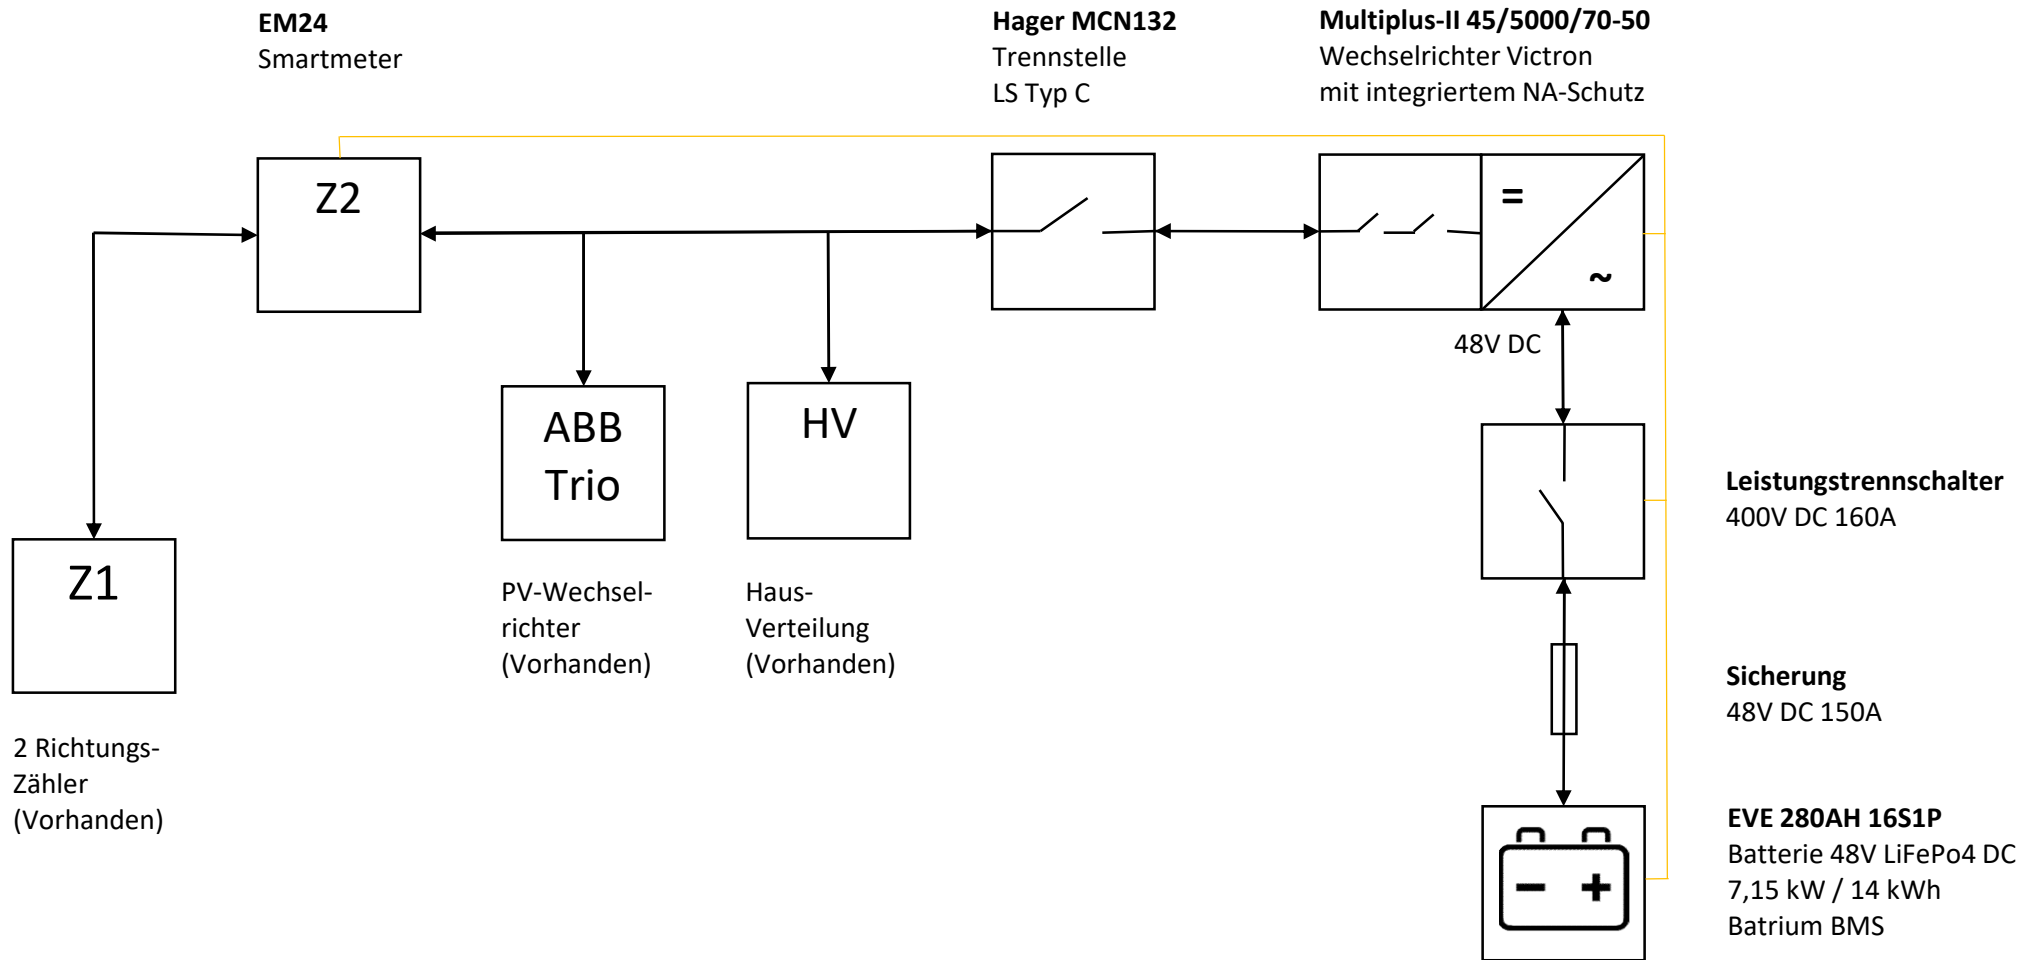 EM24
Smartmeter
Hager MCN132
Trennstelle
LS Typ C
Multiplus-II 45/5000/70-50
Wechselrichter Victron
mit integriertem NA-Schutz
Z2
=
~
48V DC
ABB
Trio
HV
PV-Wechsel-
richter
(Vorhanden)
Haus-
Verteilung
(Vorhanden)
Z1
2 Richtungs-
Zähler
(Vorhanden)
Leistungstrennschalter
400V DC 160A
Sicherung
48V DC 150A
EVE 280AH 16S1P
Batterie 48V LiFePo4 DC
7,15 kW / 14 kWh
Batrium BMS